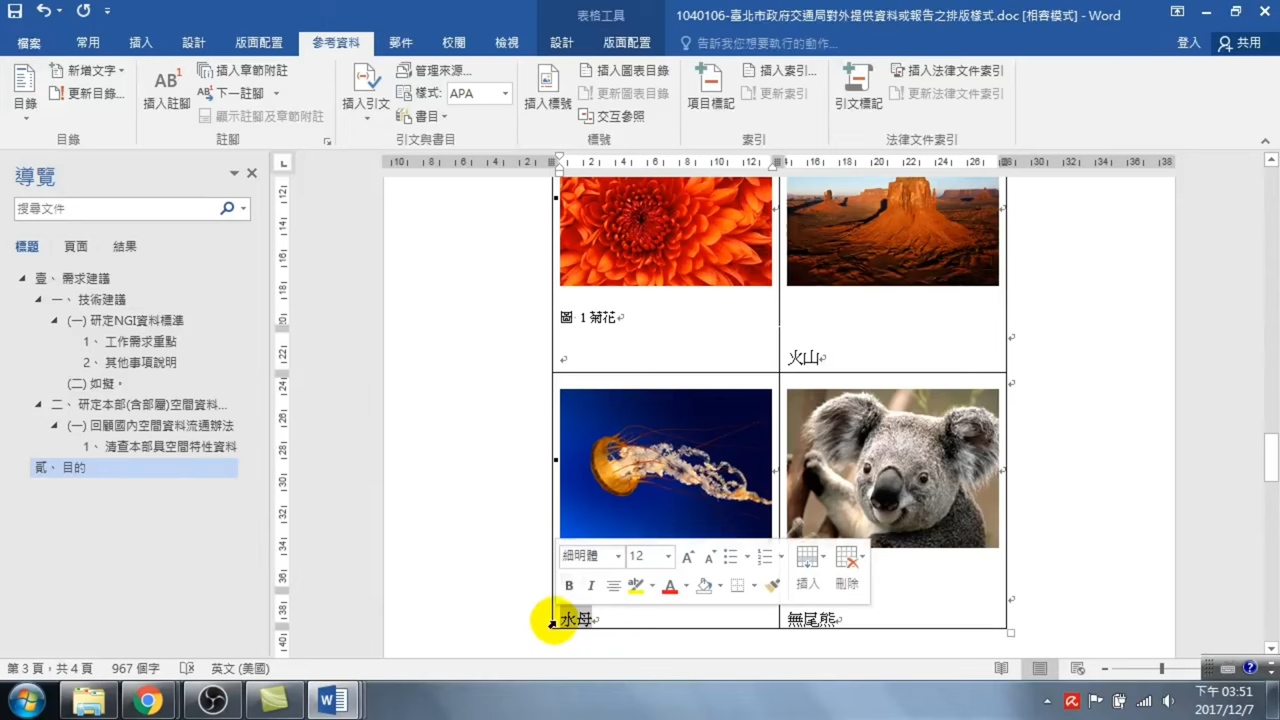 表格工具
1040106-臺北市政府交通局對外提供資料或報告之排版樣式.doc [相容模式] - Word
檔案 常用 插入 設計 版面配置 參考資料 郵件 校閱 檢視 設計 版面配置 告訴我您想要執行的動作... 登入 共用
目錄 新增文字 更新目錄... AB1 插入註腳 插入章節附註 下一註腳 顯示註腳及章節附註 插入引文 管理來源... 樣式: APA 書目 插入標號 插入圖表目錄 更新圖表目錄 交互參照 項目標記 插入索引... 更新索引 引文標記 插入法律文件索引 更新法律文件索引
目錄 註腳 引文與書目 標號 索引 法律文件索引
導覽
搜尋文件
標題 頁面 結果
壹、 需求建議
一、 技術建議
(一) 研定NGI資料標準
1、 工作需求重點
2、 其他事項說明
(二) 如擬。
二、 研定本部(含部屬)空間資料...
(一) 回顧國內空間資料流通辦法
1、 清查本部具空間特性資料
貳、 目的
圖 1 菊花
火山
細明體 12 插入 刪除
B I A
水母 無尾熊
第 3 頁，共 4 頁 967 個字 英文 (美國)
下午 03:51
2017/12/7